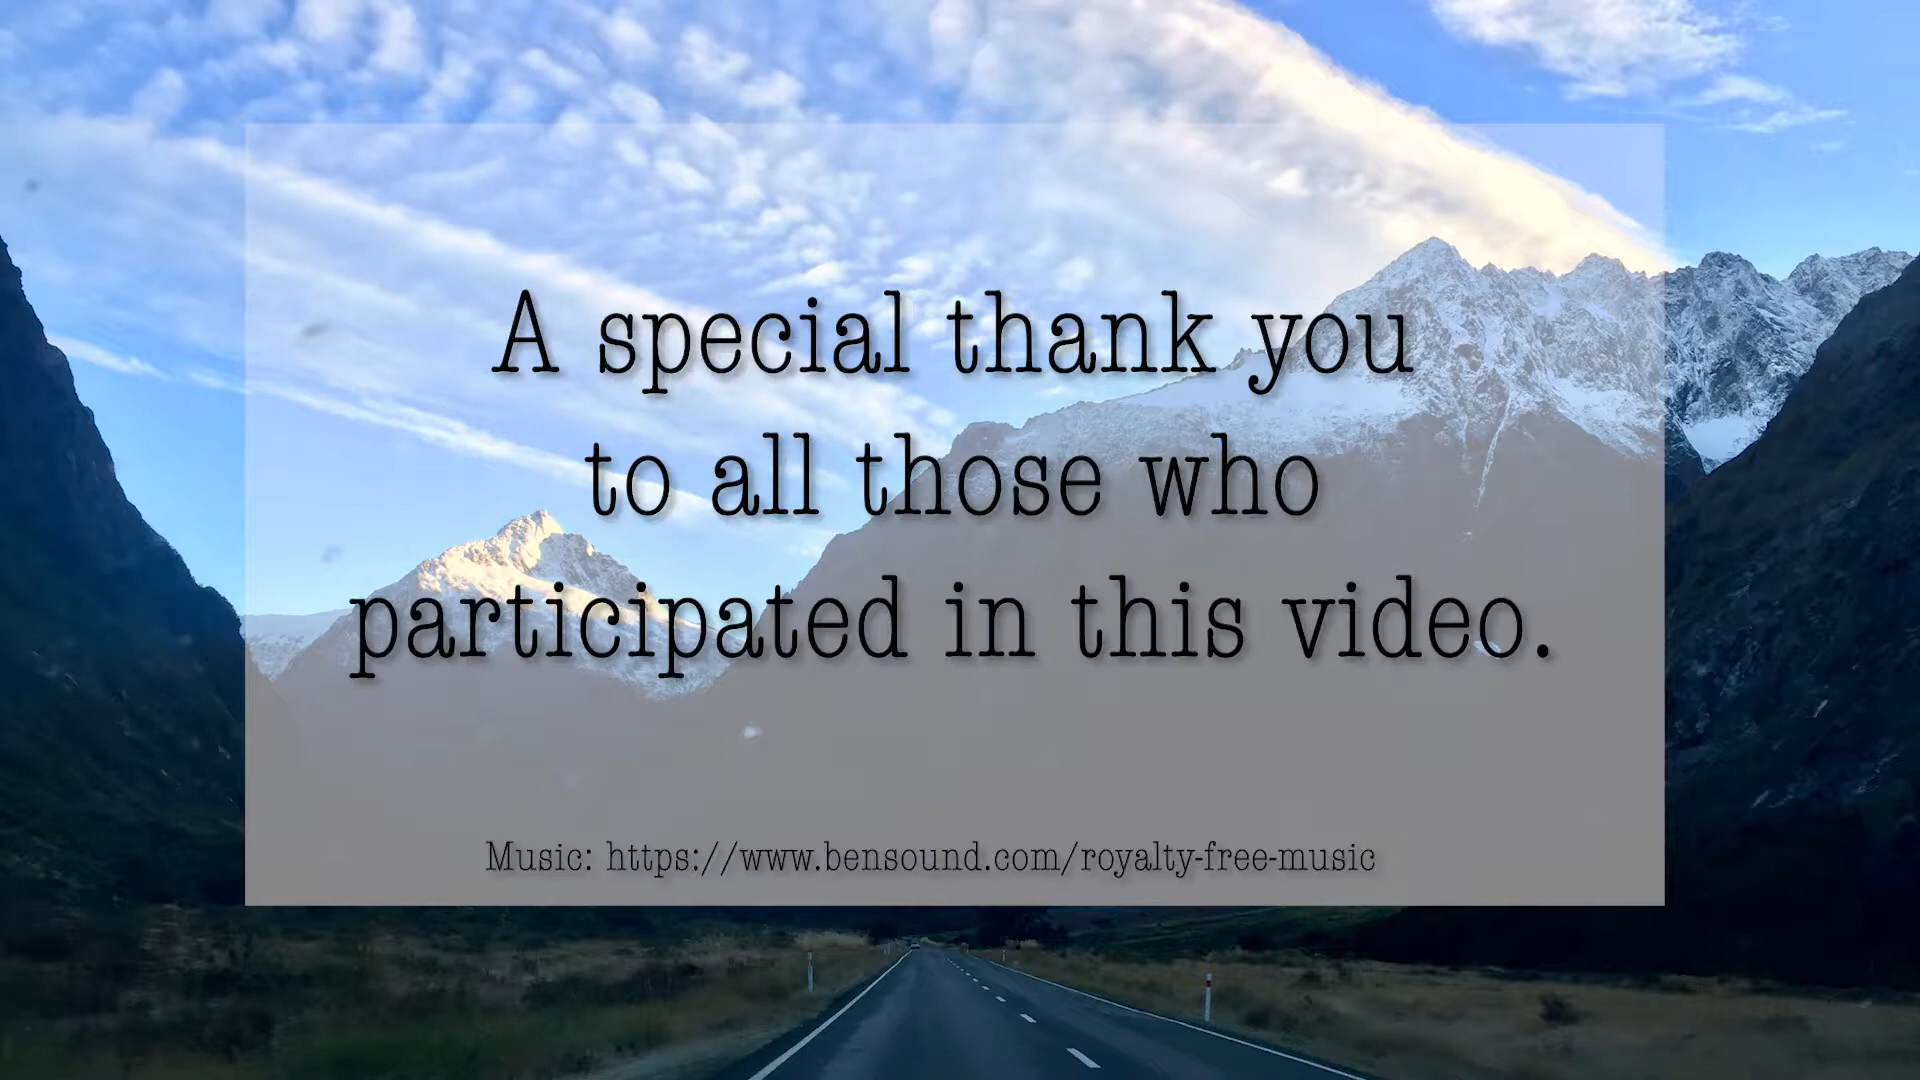 A special thank you
to all those who
participated in this video.
Music: https://www.bensound.com/royalty-free-music